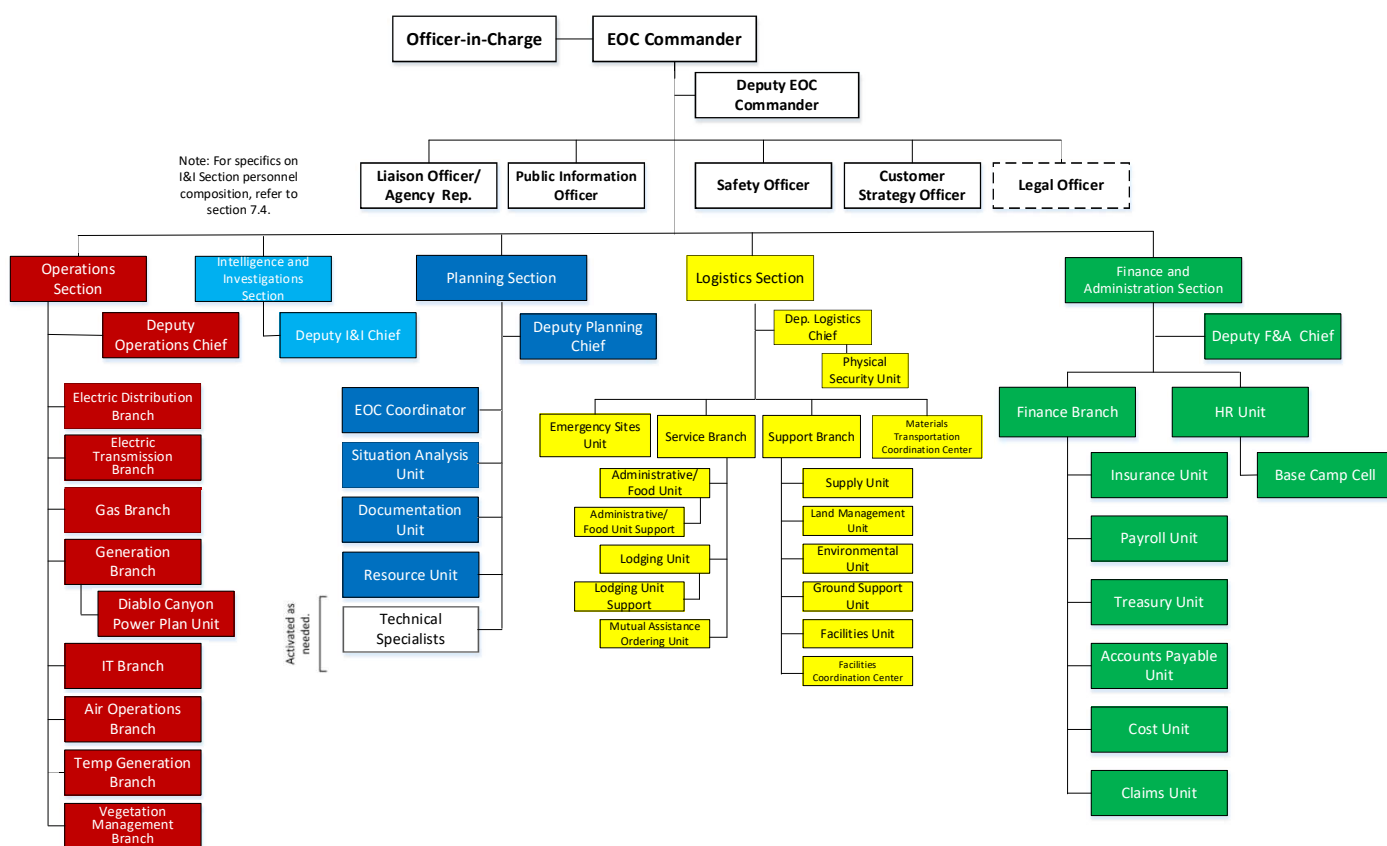 Officer-in-Charge
EOC Commander
Deputy EOC
Commander
Note: For specifics on
I&I Section personnel
composition, refer to
section 7.4.
Liaison Officer/
Agency Rep.
Public Information
Officer
Safety Officer
Customer
Strategy Officer
Legal Officer
Operations
Section
Intelligence and
Investigations
Section
Planning Section
Logistics Section
Finance and
Administration Section
Deputy
Operations Chief
Deputy I&I Chief
Deputy Planning
Chief
Dep. Logistics
Chief
Physical
Security Unit
Deputy F&A Chief
Electric Distribution
Branch
Electric
Transmission
Branch
Gas Branch
Generation
Branch
Diablo Canyon
Power Plan Unit
IT Branch
Air Operations
Branch
Temp Generation
Branch
Vegetation
Management
Branch
EOC Coordinator
Situation Analysis
Unit
Documentation
Unit
Resource Unit
Activated as
needed.
Technical
Specialists
Emergency Sites
Unit
Service Branch
Support Branch
Materials
Transportation
Coordination Center
Administrative/
Food Unit
Administrative/
Food Unit Support
Lodging Unit
Lodging Unit
Support
Mutual Assistance
Ordering Unit
Supply Unit
Land Management
Unit
Environmental
Unit
Ground Support
Unit
Facilities Unit
Facilities
Coordination Center
Finance Branch
HR Unit
Insurance Unit
Base Camp Cell
Payroll Unit
Treasury Unit
Accounts Payable
Unit
Cost Unit
Claims Unit